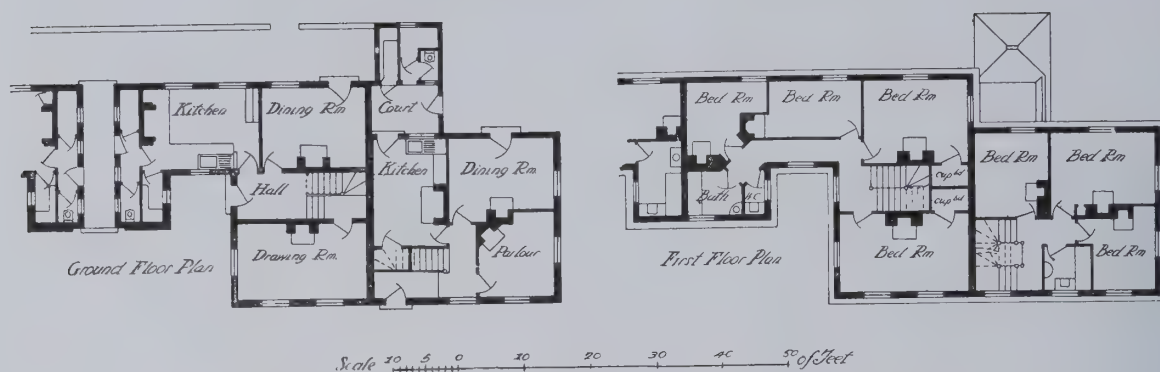 Kitchen
Dining Rm
Court
Kitchen
Dining Rm
Hall
Drawing Rm.
Parlour
Ground Floor Plan
Bed Rm
Bed Rm
Bed Rm
Bed Rm
Bed Rm
Bath
H.C
cup bd
cup bd
Bed Rm
Bed Rm
First Floor Plan
Scale 10 5 0 10 20 30 40 50 of Feet